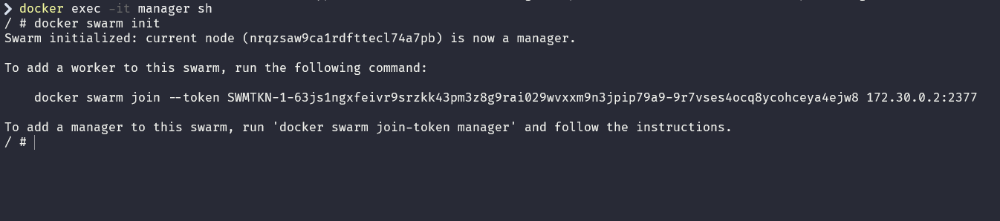 ❯ docker exec -it manager sh
/ # docker swarm init
Swarm initialized: current node (nrqzsaw9ca1rdfttecl74a7pb) is now a manager.
To add a worker to this swarm, run the following command:
docker swarm join --token SWMTKN-1-63js1ngxfeivr9srzkk43pm3z8g9rai029wvxxm9n3jpip79a9-9r7vses4ocq8ycohceya4ejw8 172.30.0.2:2377
To add a manager to this swarm, run 'docker swarm join-token manager' and follow the instructions.
/ #